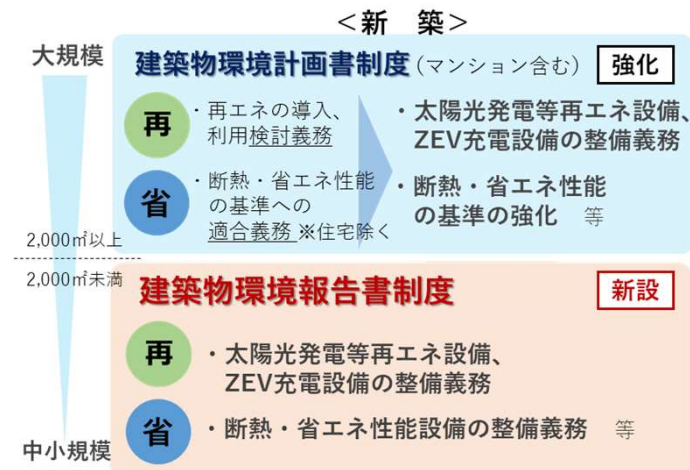 ＜新　築＞
大規模
建築物環境計画書制度（マンション含む）
強化
再
・再エネの導入、
利用検討義務
・太陽光発電等再エネ設備、
ZEV充電設備の整備義務
省
・断熱・省エネ性能
の基準への
適合義務 ※住宅除く
・断熱・省エネ性能
の基準の強化　等
2,000㎡以上
2,000㎡未満
建築物環境報告書制度
新設
再
・太陽光発電等再エネ設備、
ZEV充電設備の整備義務
省
・断熱・省エネ性能設備の整備義務　等
中小規模